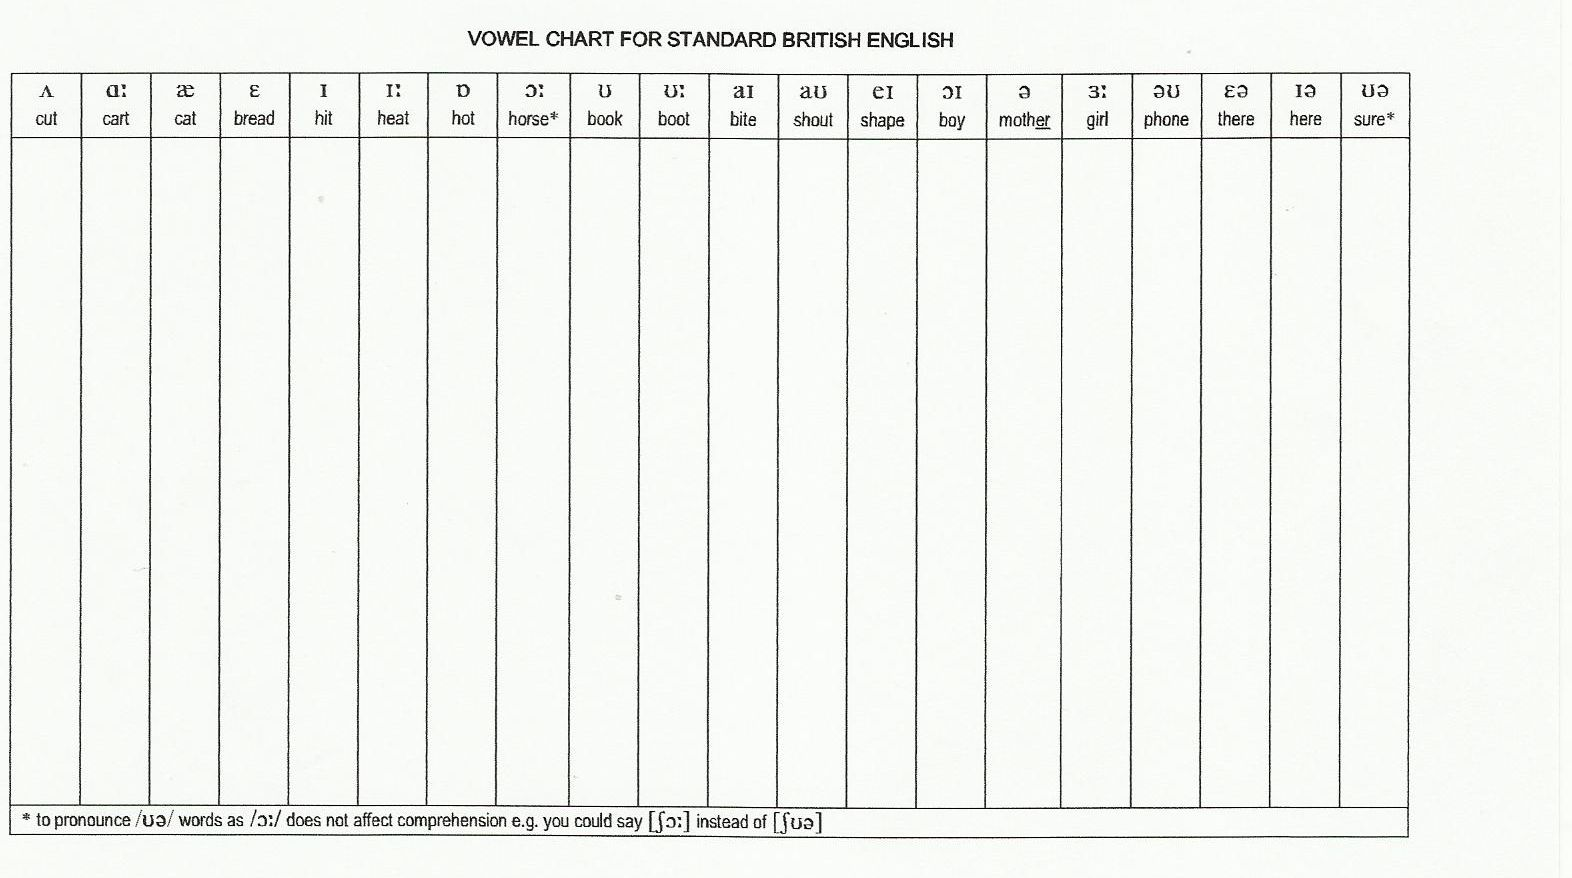 VOWEL CHART FOR STANDARD BRITISH ENGLISH
ʌ ɑː æ ɛ ɪ ɪː ɒ ɔː ʊ ʊː aɪ aʊ eɪ ɔɪ ə ɜː əʊ ɛə ɪə ʊə
cut cart cat bread hit heat hot horse* book boot bite shout shape boy mother girl phone there here sure*
* to pronounce /ʊə/ words as /ɔː/ does not affect comprehension e.g. you could say [ʃɔː] instead of [ʃʊə]